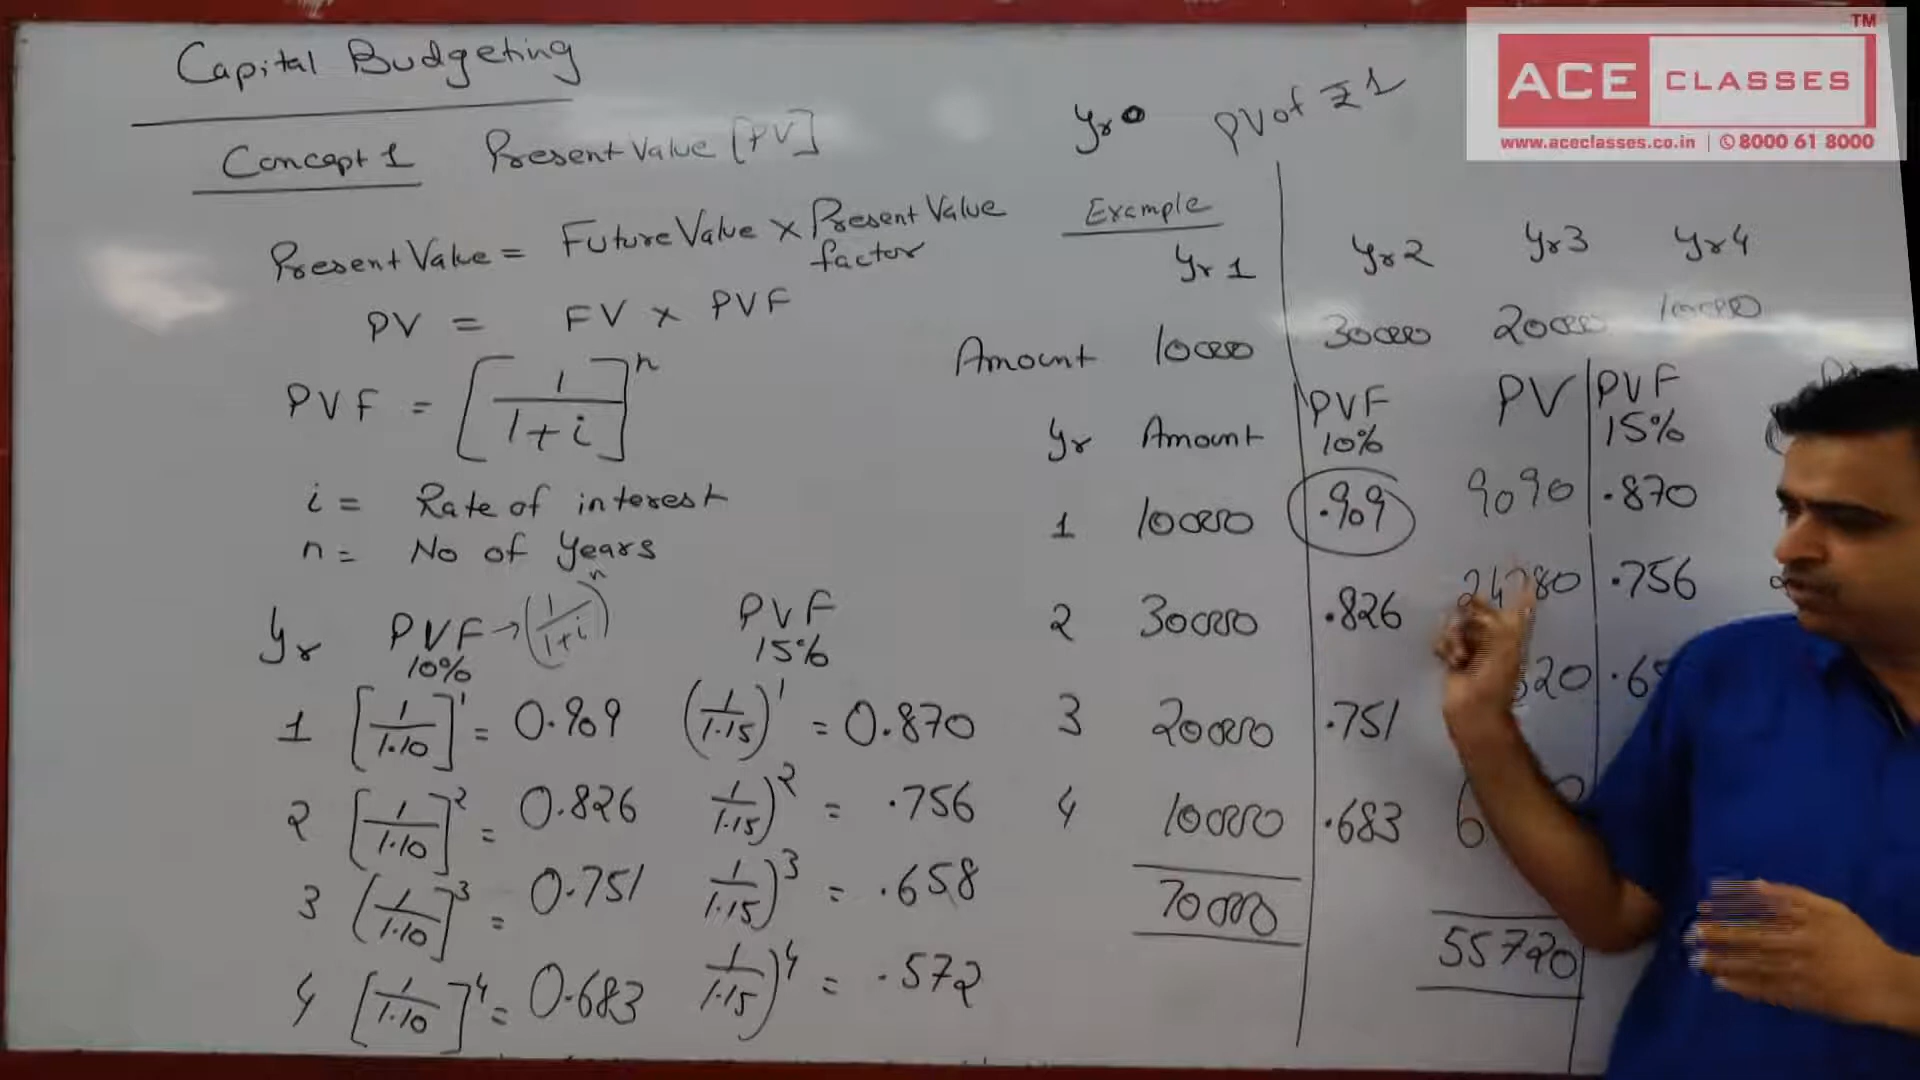 Capital Budgeting
Concept 1 Present Value [PV]
Present Value = Future Value × Present Value factor
PV = FV × PVF
PVF = [1/1+i]^n
i = Rate of interest
n = No of years
Yr PVF 10% → (1/1+i)^n PVF 15%
1 [1/1.10]^1 = 0.909 (1/1.15)^1 = 0.870
2 [1/1.10]^2 = 0.826 1/1.15)^2 = .756
3 [1/1.10]^3 = 0.751 1/1.15)^3 = .658
4 [1/1.10]^4 = 0.683 1/1.15)^4 = .572
Yr 0 PV of ₹1
Example
Yr 1 Yr 2 Yr 3 Yr 4
Amount 10000 30000 20000 10000
Yr Amount PVF 10% PV PVF 15%
1 10000 .909 9090 .870
2 30000 .826 24780 .756
3 20000 .751
4 10000 .683
70000 55720
TM
ACE CLASSES
www.aceclasses.co.in | 8000 61 8000